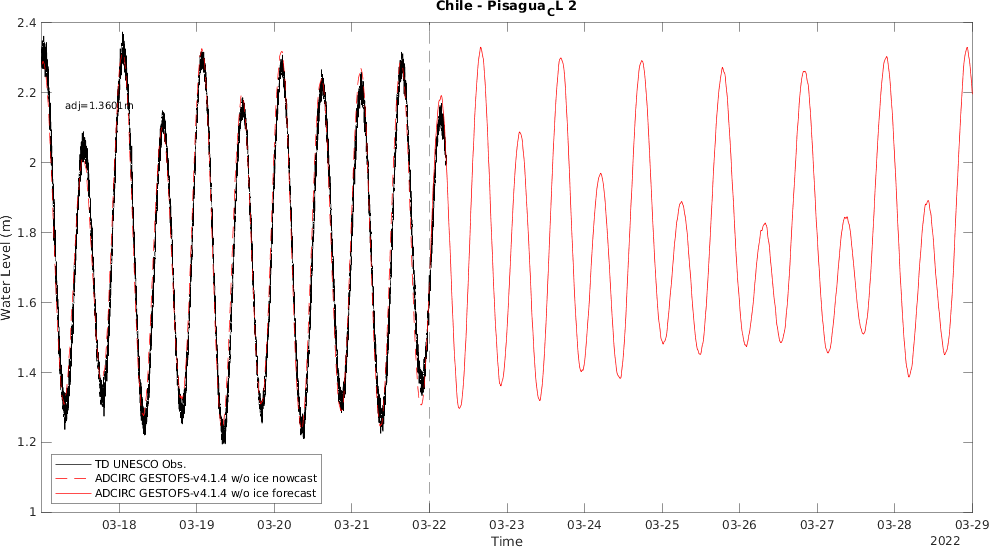 Chile - Pisagua_CL 2
2.4
2.2
2
1.8
1.6
1.4
1.2
1
Water Level (m)
adj=1.3601m
TD UNESCO Obs.
ADCIRC GESTOFS-v4.1.4 w/o ice nowcast
ADCIRC GESTOFS-v4.1.4 w/o ice forecast
03-18 03-19 03-20 03-21 03-22 03-23 03-24 03-25 03-26 03-27 03-28 03-29
Time
2022